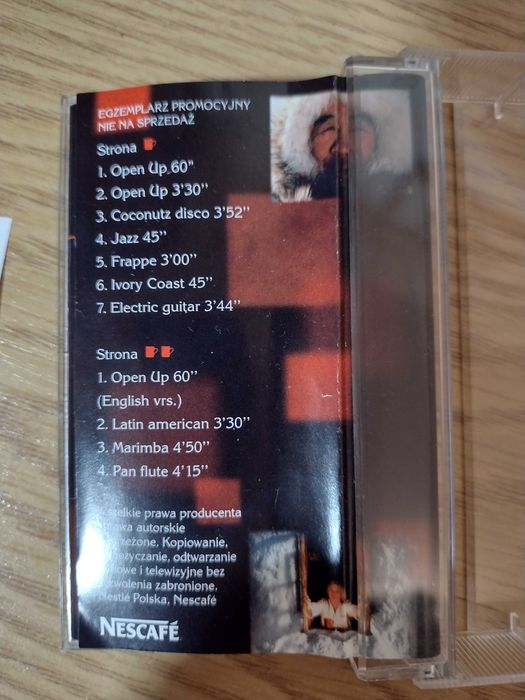 EGZEMPLARZ PROMOCYJNY
NIE NA SPRZEDAŻ
Strona
1. Open Up 60"
2. Open Up 3'30''
3. Coconutz disco 3'52''
4. Jazz 45''
5. Frappe 3'00''
6. Ivory Coast 45''
7. Electric guitar 3'44''
Strona
1. Open Up 60''
(English vrs.)
2. Latin american 3'30''
3. Marimba 4'50''
4. Pan flute 4'15''
prawa producenta
autorskie
Kopiowanie,
odtwarzanie
i telewizyjne bez
zabronione,
Nestlé Polska, Nescafé
NESCAFÉ